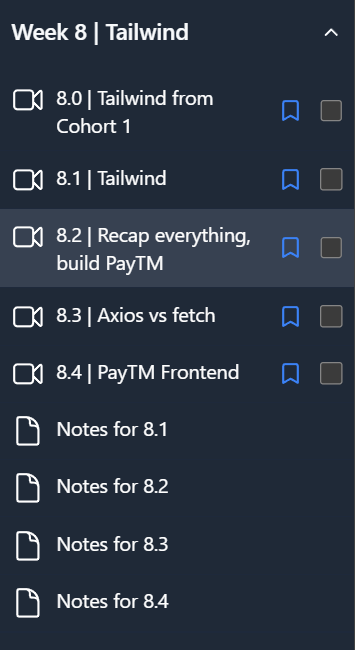 Week 8 | Tailwind
8.0 | Tailwind from
Cohort 1
8.1 | Tailwind
8.2 | Recap everything,
build PayTM
8.3 | Axios vs fetch
8.4 | PayTM Frontend
Notes for 8.1
Notes for 8.2
Notes for 8.3
Notes for 8.4